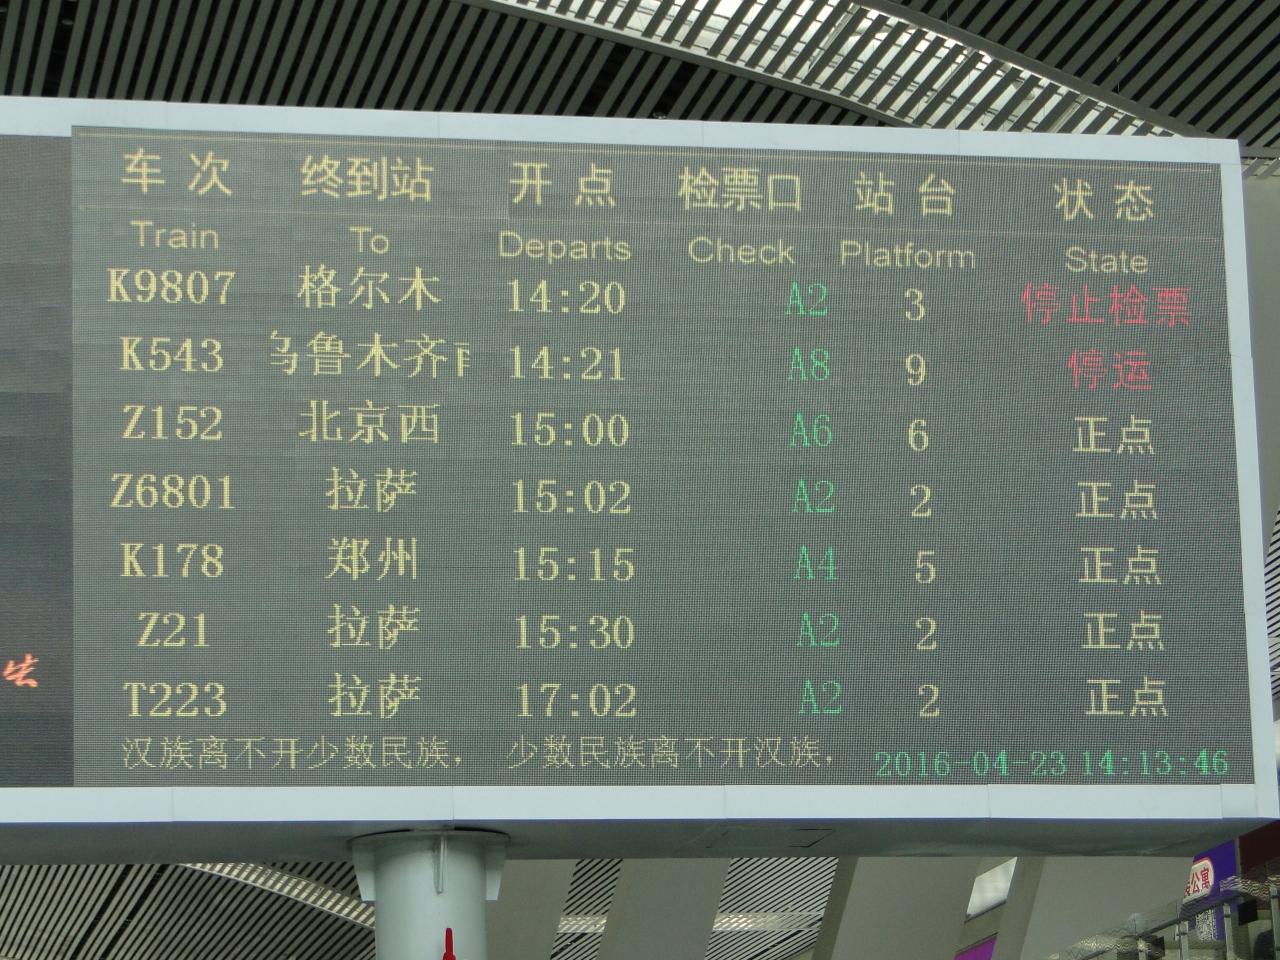 车次 终到站 开点 检票口 站台 状态
Train To Departs Check Platform State
K9807 格尔木 14:20 A2 3 停止检票
K543 乌鲁木齐南 14:21 A8 9 停运
Z152 北京西 15:00 A6 6 正点
Z6801 拉萨 15:02 A2 2 正点
K178 郑州 15:15 A4 5 正点
Z21 拉萨 15:30 A2 2 正点
T223 拉萨 17:02 A2 2 正点
汉族离不开少数民族， 少数民族离不开汉族， 2016-04-23 14:13:46
公寓